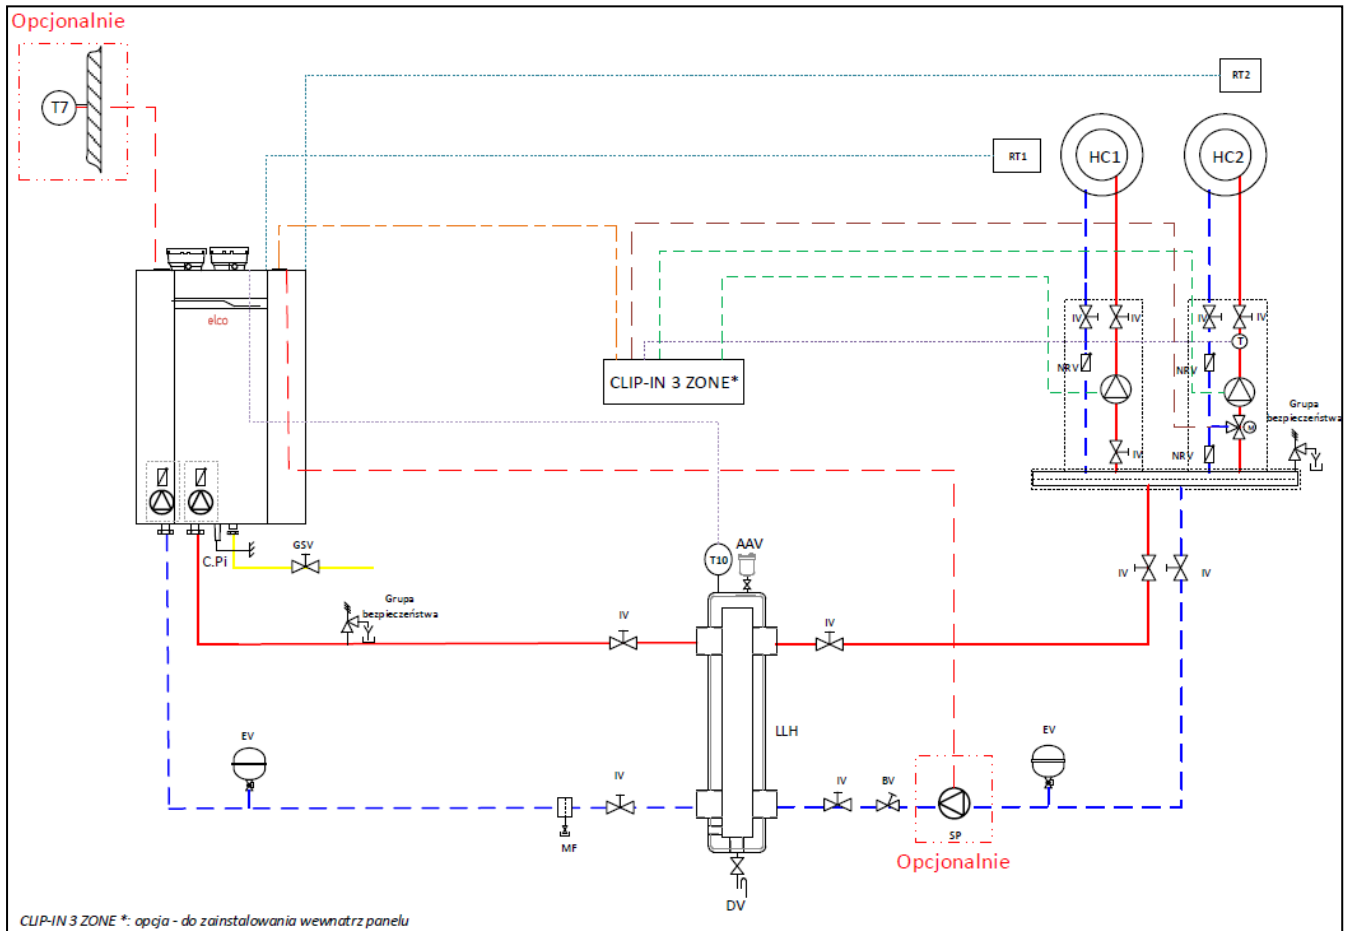 Opcjonalnie
T7
RT2
RT1
HC1
HC2
elco
IV
IV
IV
IV
T
CLIP-IN 3 ZONE*
NRV
NRV
Grupa
bezpieczeństwa
M
IV
NRV
GSV
C.Pi
T10
AAV
IV
IV
Grupa
bezpieczeństwa
IV
IV
LLH
EV
EV
IV
IV
BV
MF
SP
Opcjonalnie
DV
CLIP-IN 3 ZONE *: opcja - do zainstalowania wewnatrz panelu